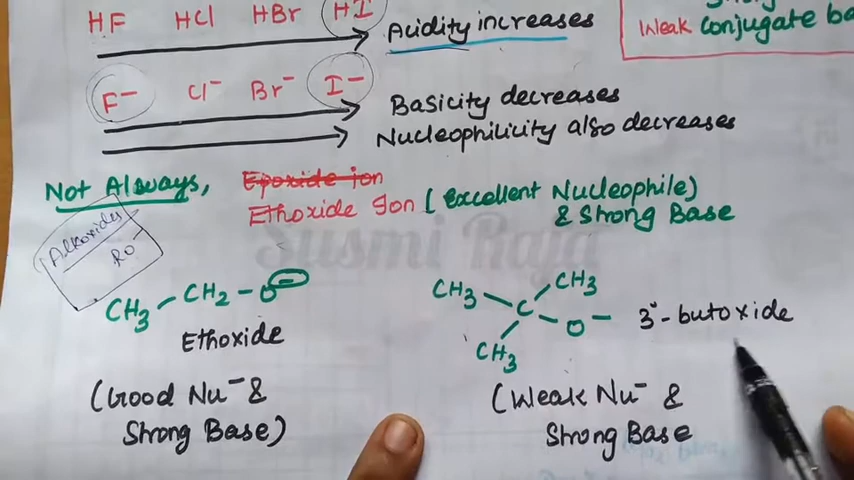 HF HCl HBr HI
Acidity increases
Weak conjugate ba
F⁻ Cl⁻ Br⁻ I⁻
Basicity decreases
Nucleophilicity also decreases
Not Always, Epoxide ion
Ethoxide Ion (Excellent Nucleophile)
& Strong Base
Alkoxides
RO⁻
Susmi Raja
CH3 - CH2 - O⁻
Ethoxide
(Good Nu⁻ &
Strong Base)
CH3 CH3
C
O⁻
CH3
3°-butoxide
(Weak Nu⁻ &
Strong Base